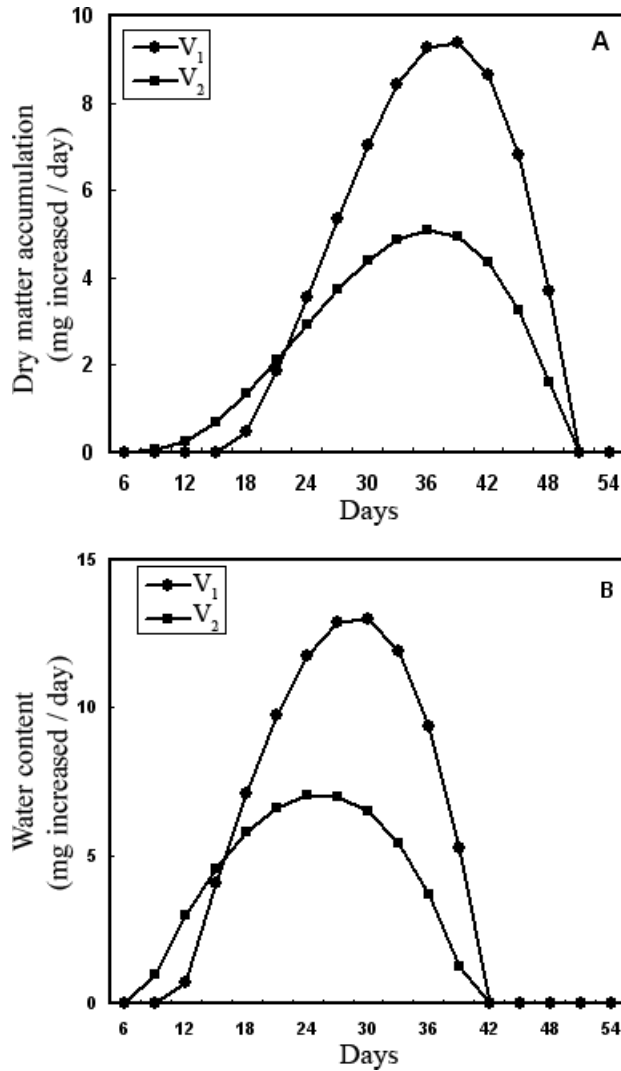 10
A
V1
V2
8
6
4
2
0
Dry matter accumulation
(mg increased / day)
6 12 18 24 30 36 42 48 54
Days
15
B
V1
V2
10
5
0
Water content
(mg increased / day)
6 12 18 24 30 36 42 48 54
Days